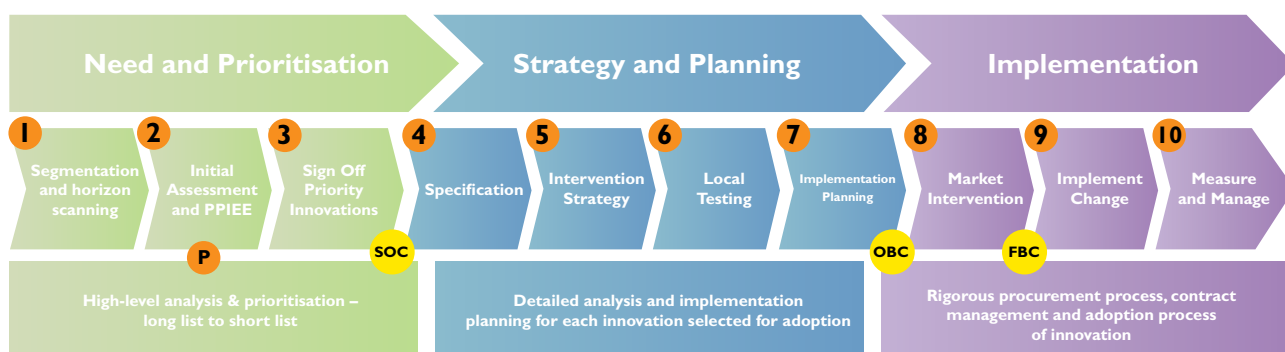 Need and Prioritisation
Strategy and Planning
Implementation
1
Segmentation
and horizon
scanning
2
Initial
Assessment
and PPIEE
3
Sign Off
Priority
Innovations
4
Specification
5
Intervention
Strategy
6
Local
Testing
7
Implementation
Planning
8
Market
Intervention
9
Implement
Change
10
Measure
and Manage
P
SOC
OBC
FBC
High-level analysis & prioritisation –
long list to short list
Detailed analysis and implementation
planning for each innovation selected for adoption
Rigorous procurement process, contract
management and adoption process
of innovation